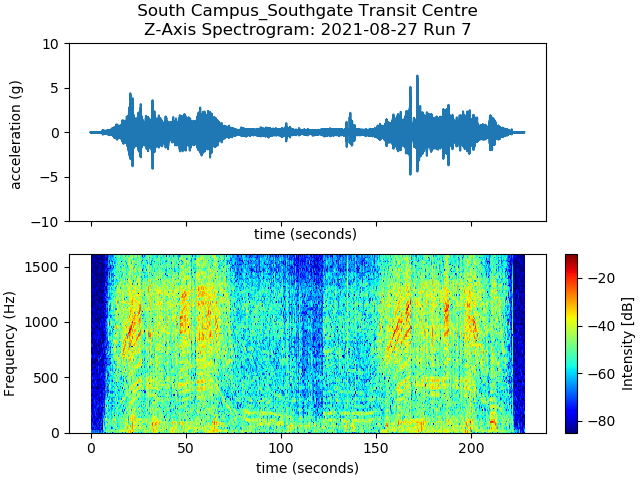 South Campus_Southgate Transit Centre
Z-Axis Spectrogram: 2021-08-27 Run 7
acceleration (g)
10
5
0
−5
−10
time (seconds)
Frequency (Hz)
1500
1000
500
0
0
50
100
150
200
time (seconds)
−20
−40
−60
−80
Intensity [dB]